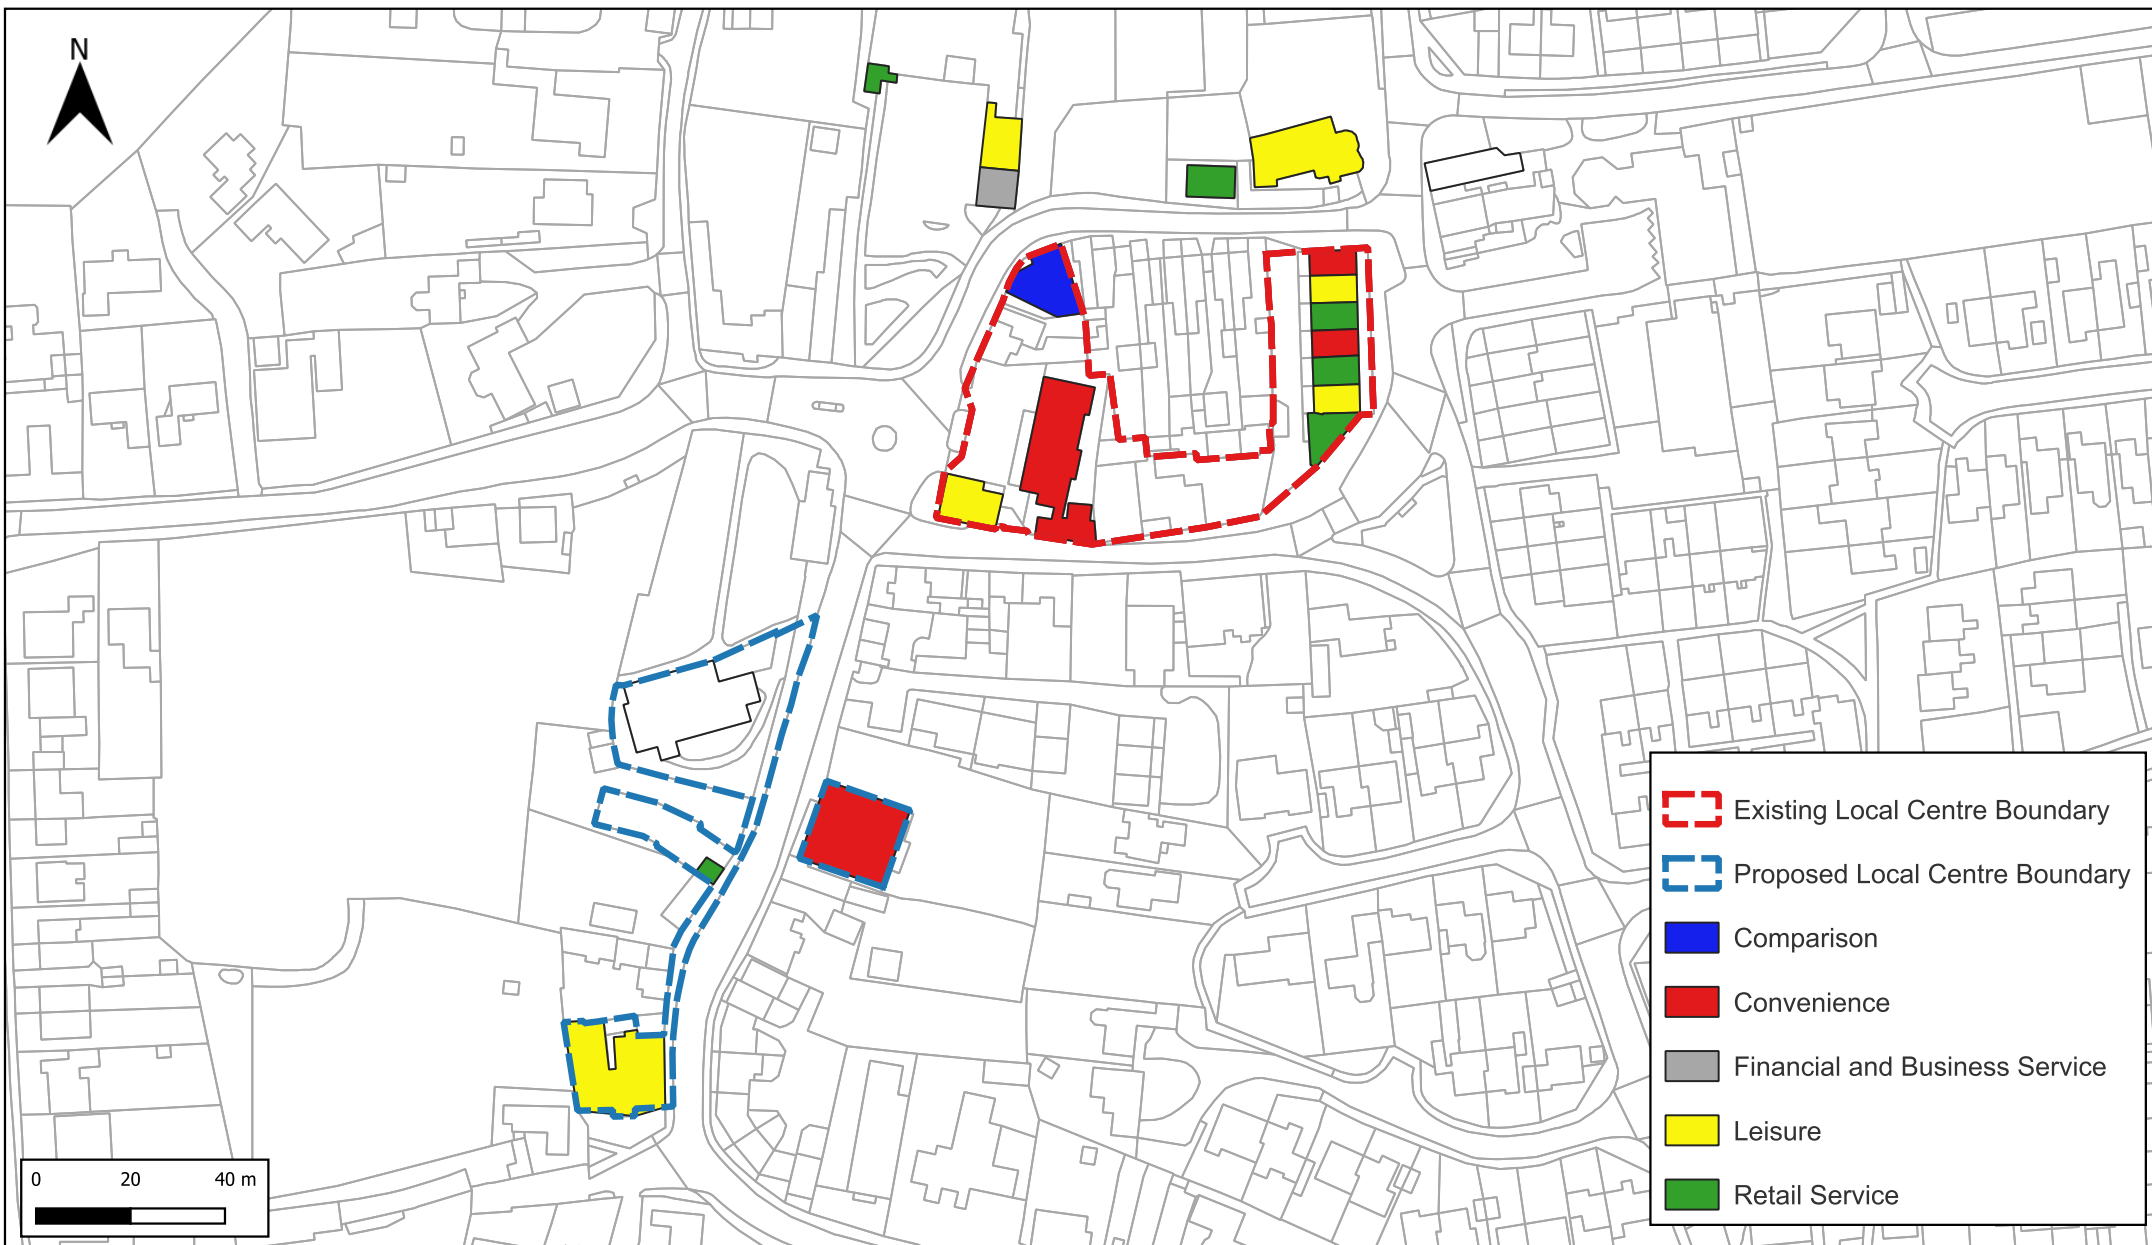 N
Existing Local Centre Boundary
Proposed Local Centre Boundary
Comparison
Convenience
Financial and Business Service
Leisure
Retail Service
0 20 40 m